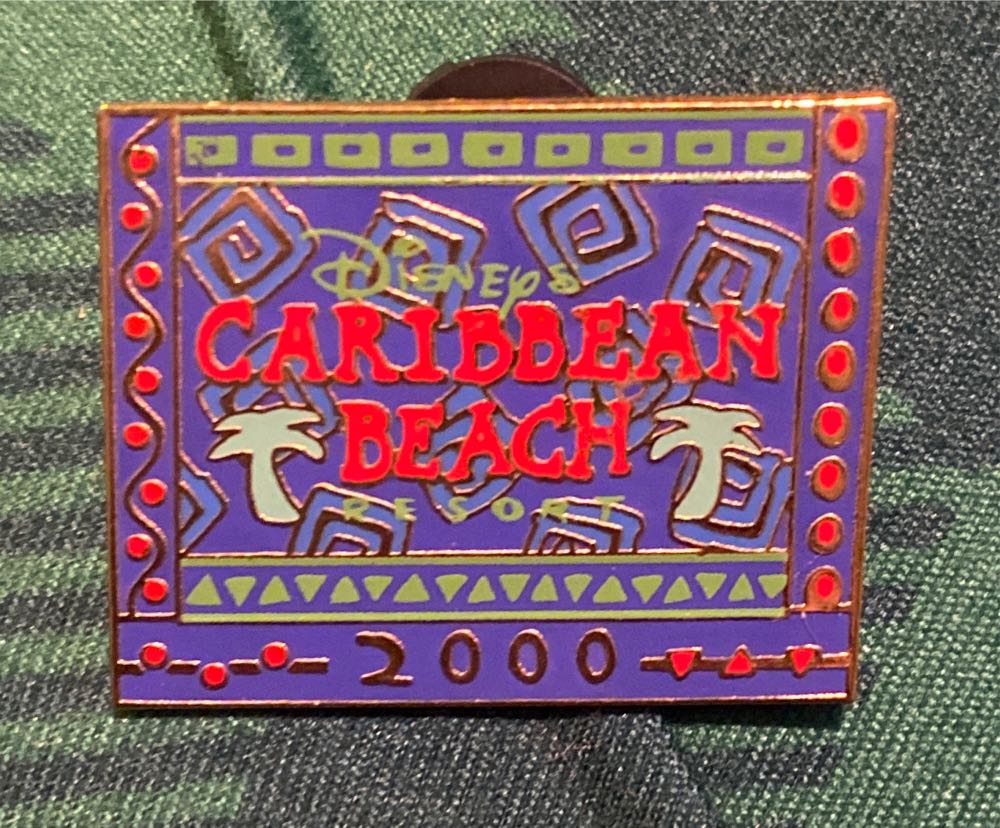 Disney's
CARIBBEAN
BEACH
RESORT
2000